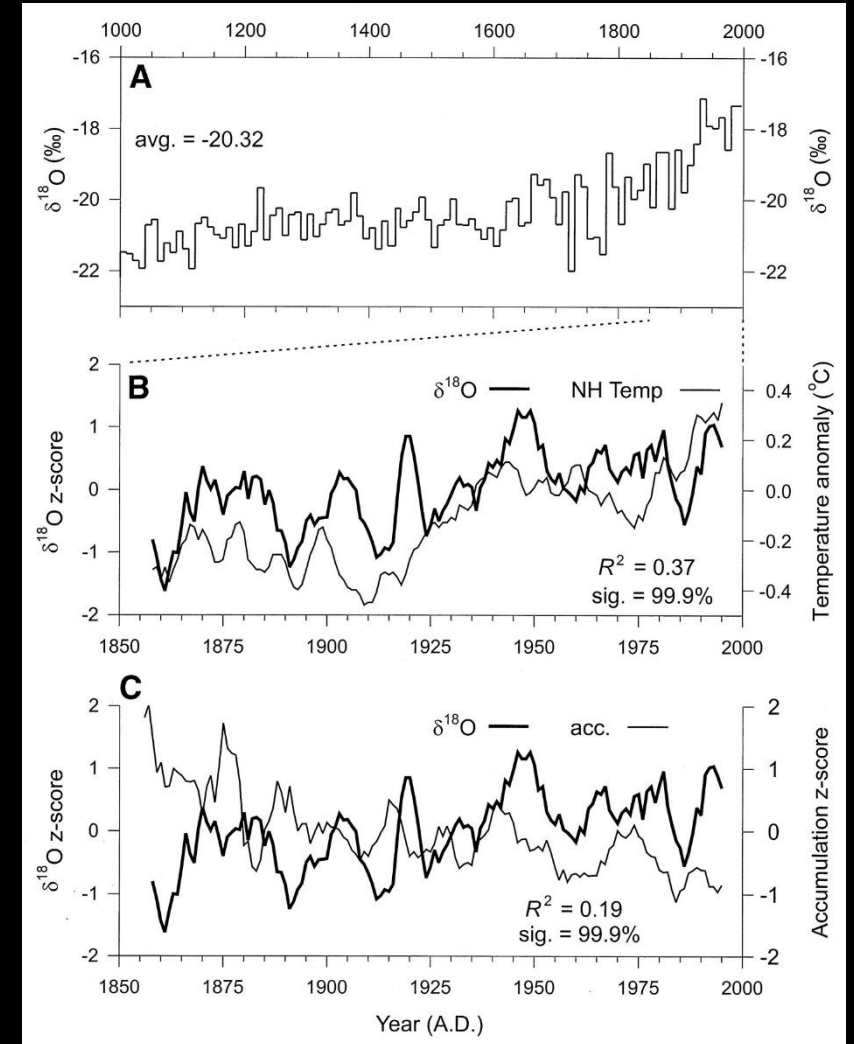 1000 1200 1400 1600 1800 2000
-16 -16
A
avg. = -20.32
-18 -18
-20 -20
-22 -22
δ¹⁸O (‰)
δ¹⁸O (‰)
B
δ¹⁸O NH Temp
2
1
0
-1
-2
0.4
0.2
0.0
-0.2
-0.4
δ¹⁸O z-score
Temperature anomaly (°C)
R² = 0.37
sig. = 99.9%
1850 1875 1900 1925 1950 1975 2000
C
δ¹⁸O acc.
2 2
1 1
0 0
-1 -1
-2 -2
δ¹⁸O z-score
Accumulation z-score
R² = 0.19
sig. = 99.9%
1850 1875 1900 1925 1950 1975 2000
Year (A.D.)